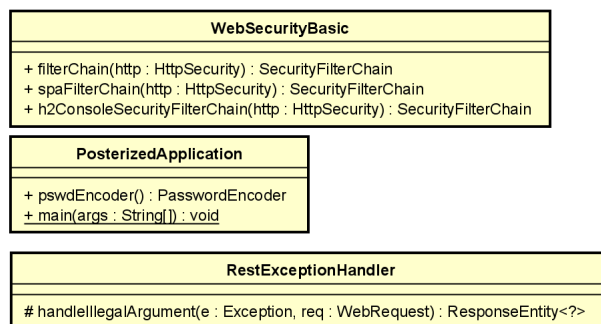 WebSecurityBasic
+ filterChain(http : HttpSecurity) : SecurityFilterChain
+ spaFilterChain(http : HttpSecurity) : SecurityFilterChain
+ h2ConsoleSecurityFilterChain(http : HttpSecurity) : SecurityFilterChain
PosterizedApplication
+ pswdEncoder() : PasswordEncoder
+ main(args : String[]) : void
RestExceptionHandler
# handleIllegalArgument(e : Exception, req : WebRequest) : ResponseEntity<?>